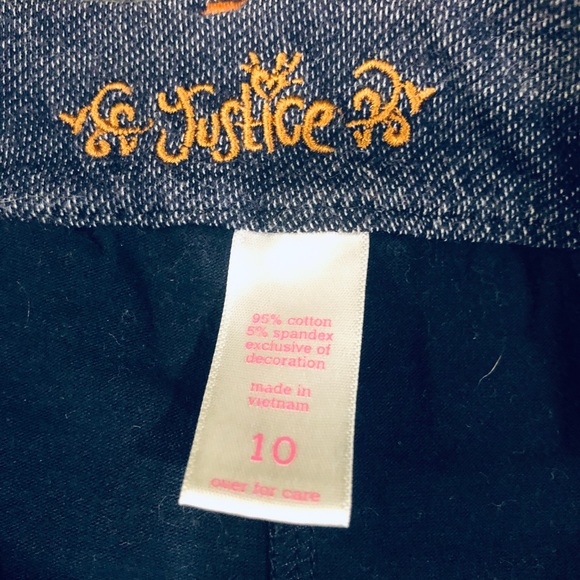 Justice
95% cotton
5% spandex
exclusive of
decoration
made in
vietnam
10
over for care